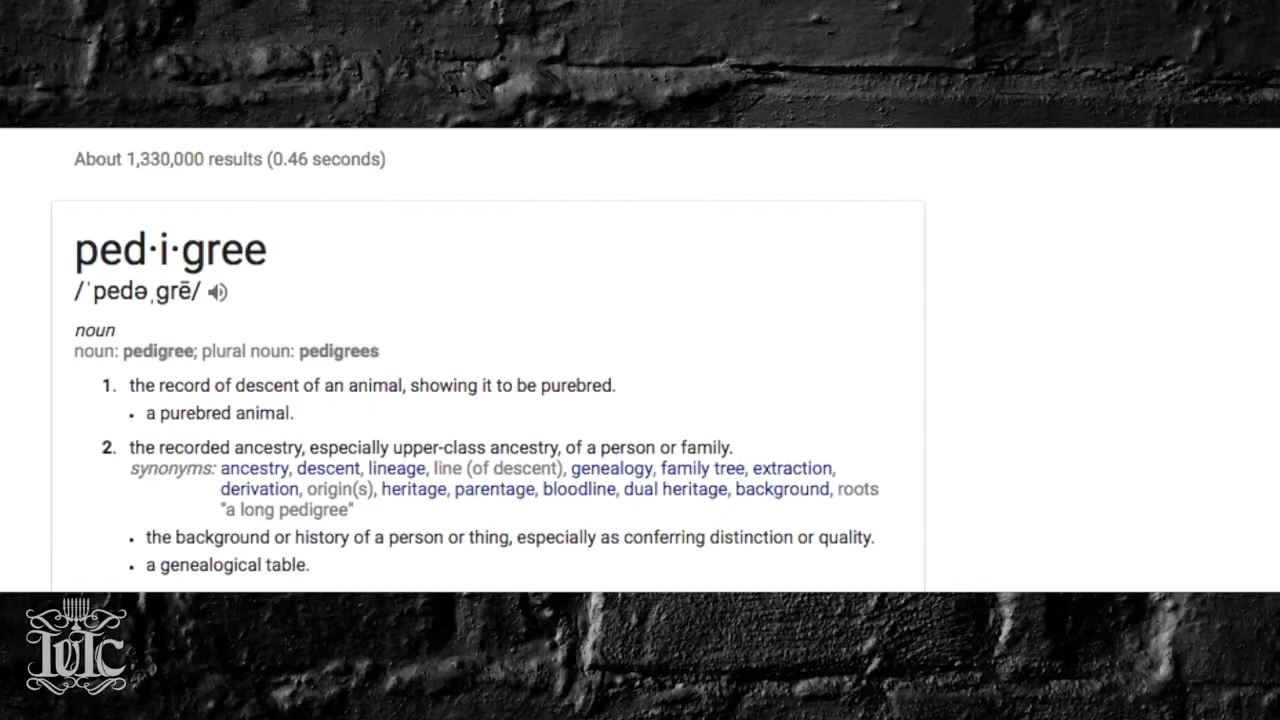 About 1,330,000 results (0.46 seconds)
ped·i·gree
/ˈpedəˌɡrē/
noun
noun: pedigree; plural noun: pedigrees
1. the record of descent of an animal, showing it to be purebred.
• a purebred animal.
2. the recorded ancestry, especially upper-class ancestry, of a person or family.
synonyms: ancestry, descent, lineage, line (of descent), genealogy, family tree, extraction,
derivation, origin(s), heritage, parentage, bloodline, dual heritage, background, roots
"a long pedigree"
• the background or history of a person or thing, especially as conferring distinction or quality.
• a genealogical table.
IUIC